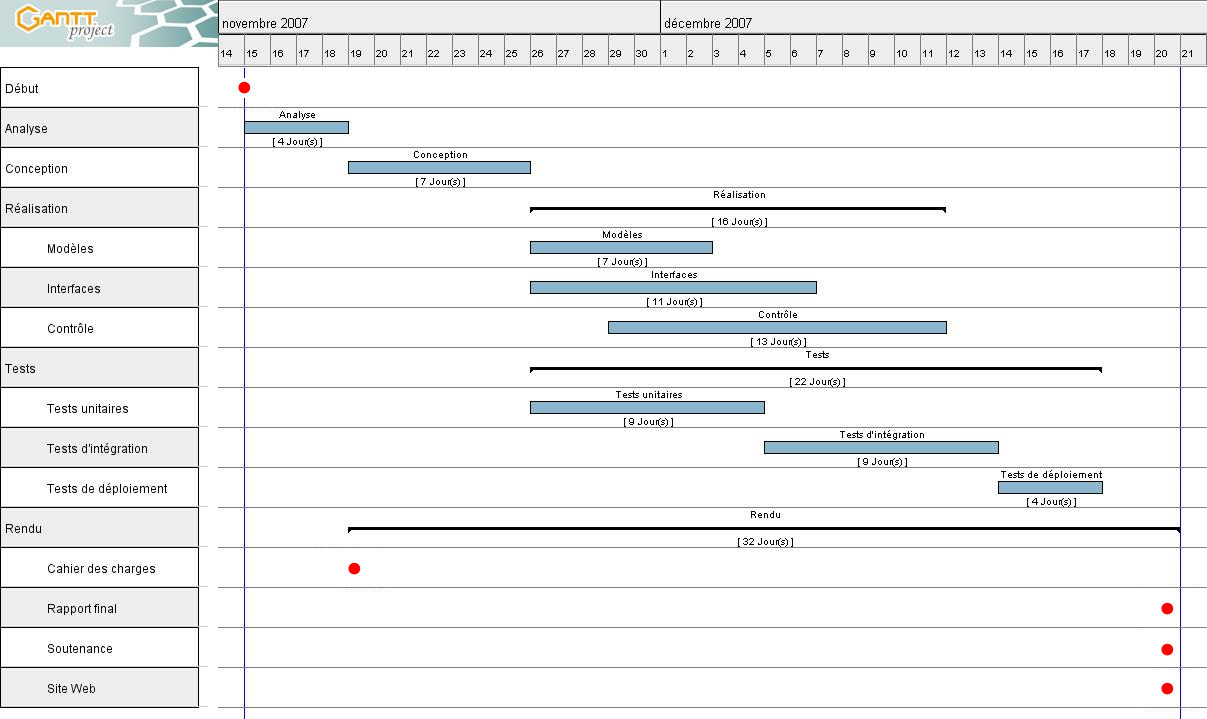 GANTT
project
novembre 2007 décembre 2007
14 15 16 17 18 19 20 21 22 23 24 25 26 27 28 29 30 1 2 3 4 5 6 7 8 9 10 11 12 13 14 15 16 17 18 19 20 21
Début
Analyse
Analyse
[ 4 Jour(s) ]
Conception
Conception
[ 7 Jour(s) ]
Réalisation
Réalisation
[ 16 Jour(s) ]
Modèles
Modèles
[ 7 Jour(s) ]
Interfaces
Interfaces
[ 11 Jour(s) ]
Contrôle
Contrôle
[ 13 Jour(s) ]
Tests
Tests
[ 22 Jour(s) ]
Tests unitaires
Tests unitaires
[ 9 Jour(s) ]
Tests d'intégration
Tests d'intégration
[ 9 Jour(s) ]
Tests de déploiement
Tests de déploiement
[ 4 Jour(s) ]
Rendu
Rendu
[ 32 Jour(s) ]
Cahier des charges
Rapport final
Soutenance
Site Web